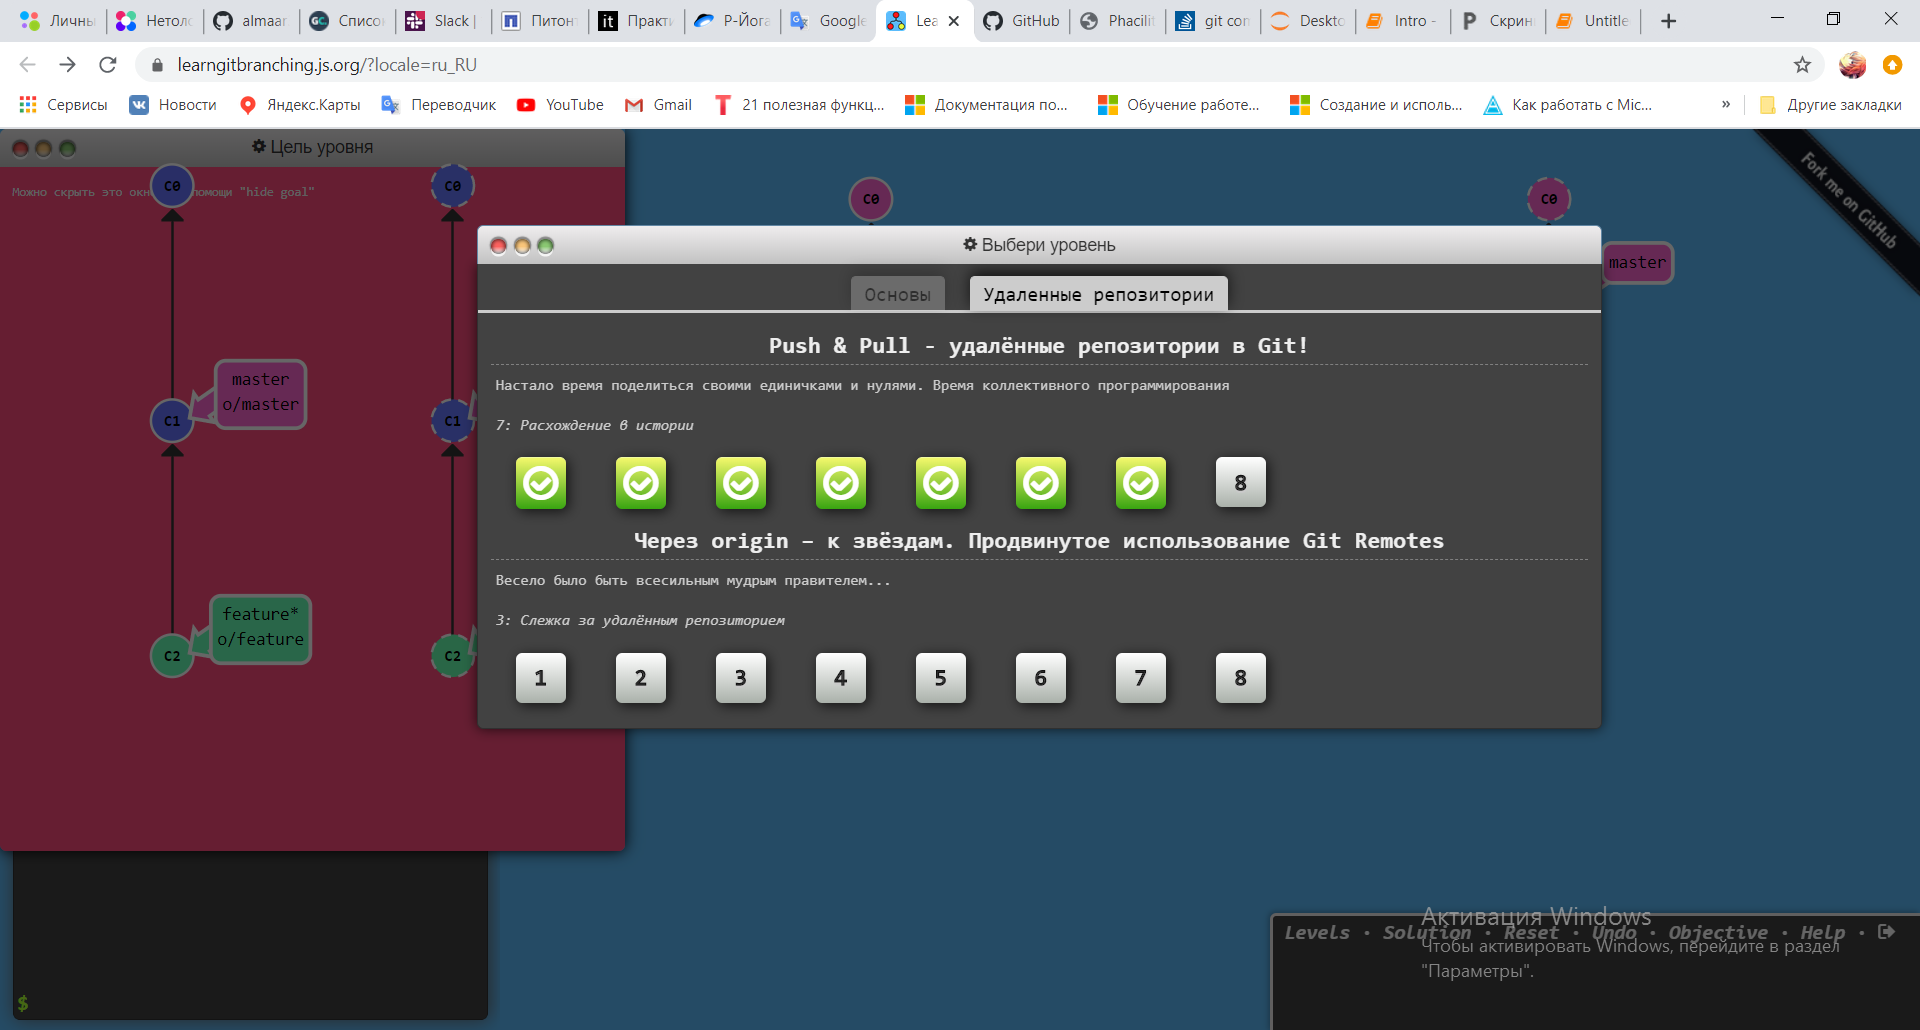 Личны
Нетоло
almaar
Список
Slack |
Питон
Практи
Р-Йога
Google
Lea
GitHub
Phacilit
git con
Deskto
Intro -
Скрин
Untitle
learngitbranching.js.org/?locale=ru_RU
Сервисы
Новости
Яндекс.Карты
Переводчик
YouTube
Gmail
21 полезная функц...
Документация по...
Обучение работе...
Создание и исполь...
Как работать с Mic...
»
Другие закладки
Цель уровня
Можно скрыть это окн помощи "hide goal"
C0
C0
master
o/master
C1
C1
feature*
o/feature
C2
C2
C0
C0
master
Fork me on GitHub
Выбери уровень
Основы
Удаленные репозитории
Push & Pull - удалённые репозитории в Git!
Настало время поделиться своими единичками и нулями. Время коллективного программирования
7: Расхождение в истории
8
Через origin – к звёздам. Продвинутое использование Git Remotes
Весело было быть всесильным мудрым правителем...
3: Слежка за удалённым репозиторием
1 2 3 4 5 6 7 8
$
Levels • Solution • Reset • Undo • Objective • Help •
Активация Windows
Чтобы активировать Windows, перейдите в раздел
"Параметры".